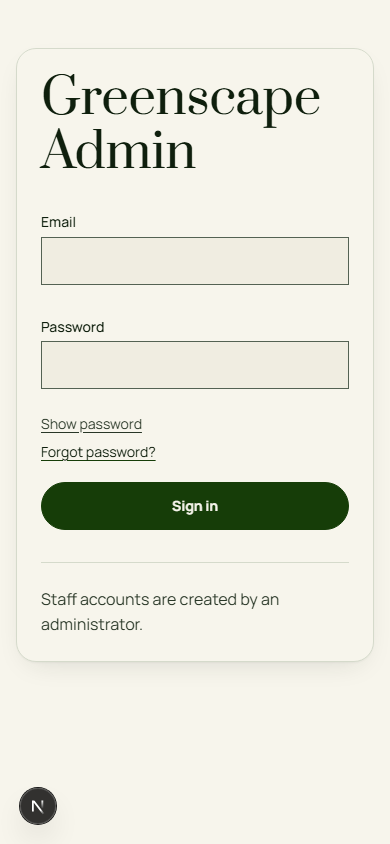 Greenscape
Admin
Email
Password
Show password
Forgot password?
Sign in
Staff accounts are created by an
administrator.
N